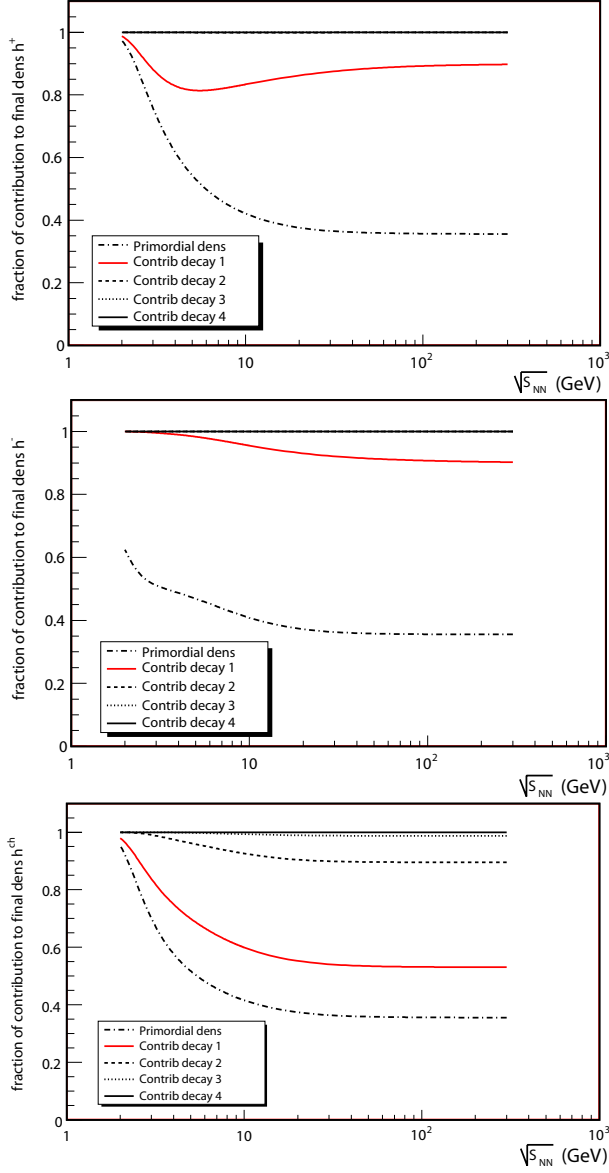 fraction of contribution to final dens h⁺
1
0.8
0.6
0.4
0.2
0
Primordial dens
Contrib decay 1
Contrib decay 2
Contrib decay 3
Contrib decay 4
1 10 10² 10³
√S_NN (GeV)
fraction of contribution to final dens h⁻
1
0.8
0.6
0.4
0.2
0
Primordial dens
Contrib decay 1
Contrib decay 2
Contrib decay 3
Contrib decay 4
1 10 10² 10³
√S_NN (GeV)
fraction of contribution to final dens h^ch
1
0.8
0.6
0.4
0.2
0
Primordial dens
Contrib decay 1
Contrib decay 2
Contrib decay 3
Contrib decay 4
1 10 10² 10³
√S_NN (GeV)